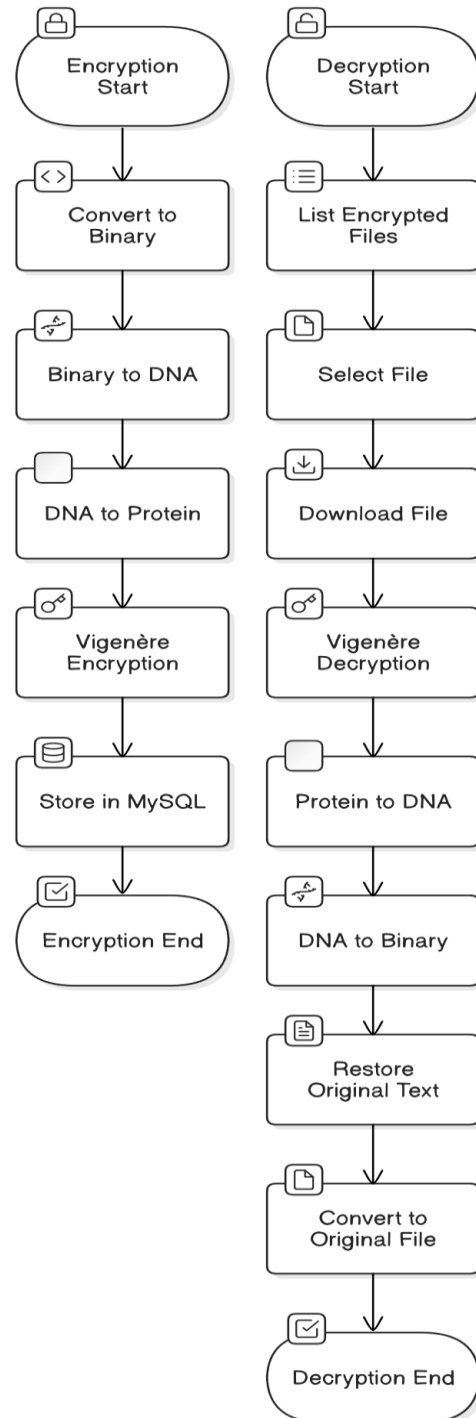 Encryption
Start
Convert to
Binary
Binary to DNA
DNA to Protein
Vigenère
Encryption
Store in MySQL
Encryption End
Decryption
Start
List Encrypted
Files
Select File
Download File
Vigenère
Decryption
Protein to DNA
DNA to Binary
Restore
Original Text
Convert to
Original File
Decryption End